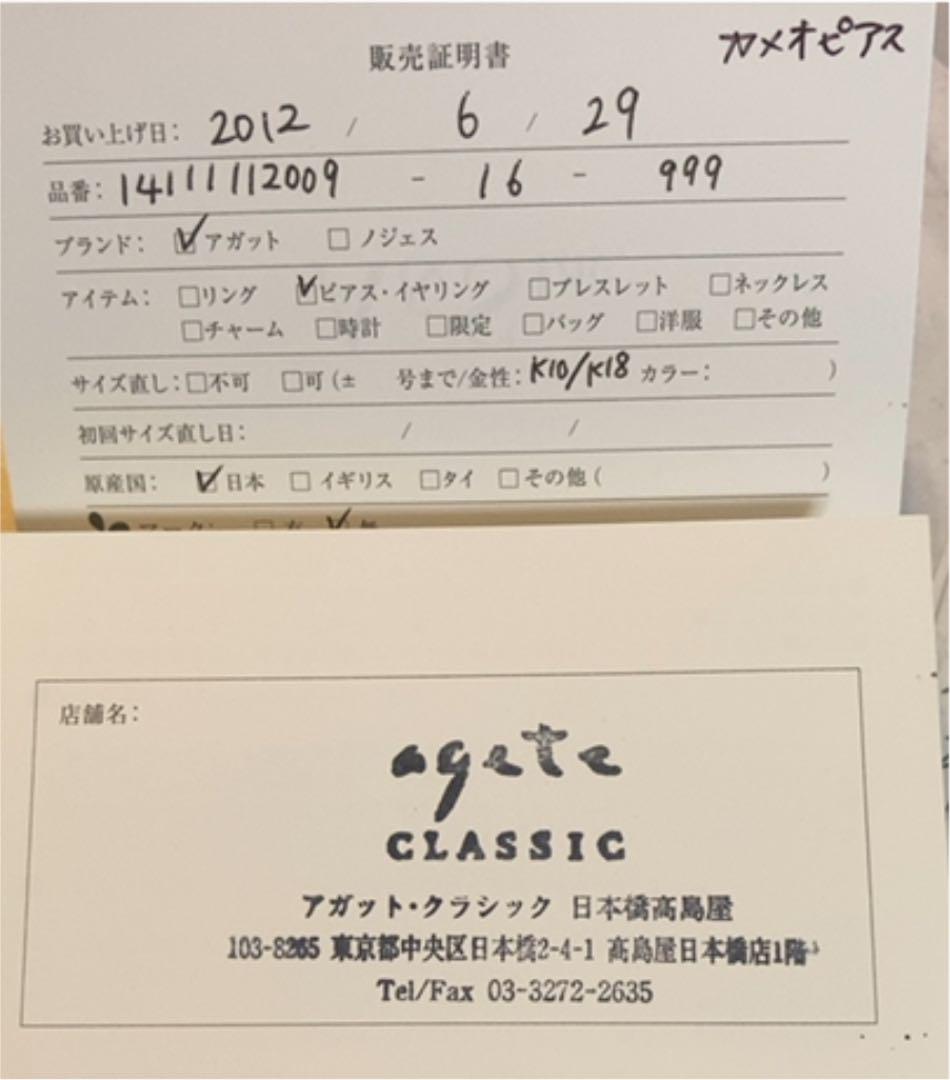 カメオピアス
販売証明書
お買い上げ日: 2012 / 6 / 29
品番: 14111112009 - 16 - 999
ブランド: ☑アガット □ノジェス
アイテム: □リング ☑ピアス・イヤリング □ブレスレット □ネックレス
□チャーム □時計 □限定 □バッグ □洋服 □その他
サイズ直し: □不可 □可 (± 号まで/金性: K10/K18 カラー: )
初回サイズ直し日: / /
原産国: ☑日本 □イギリス □タイ □その他 ( )
店舗名:
agete
CLASSIC
アガット・クラシック 日本橋髙島屋
103-8265 東京都中央区日本橋2-4-1 髙島屋日本橋店1階
Tel/Fax 03-3272-2635